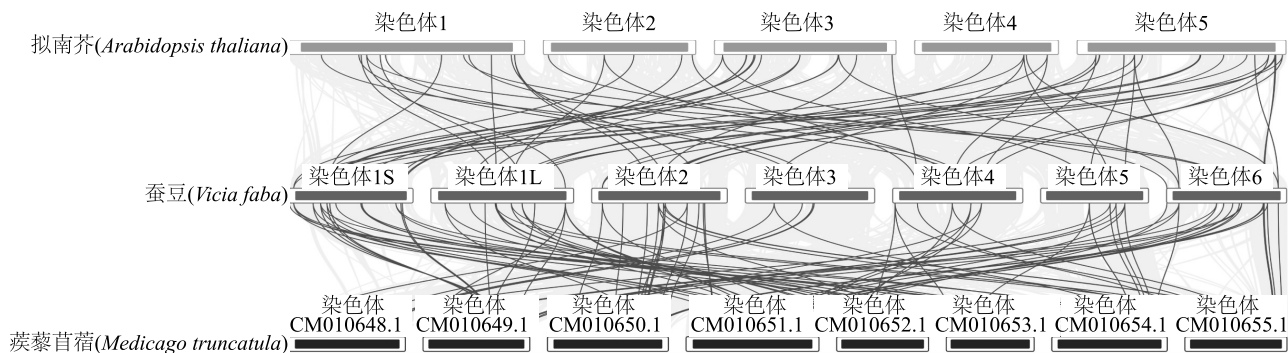 染色体1 染色体2 染色体3 染色体4 染色体5
拟南芥(Arabidopsis thaliana)
染色体1S 染色体1L 染色体2 染色体3 染色体4 染色体5 染色体6
蚕豆(Vicia faba)
染色体 染色体 染色体 染色体 染色体 染色体 染色体 染色体
CM010648.1 CM010649.1 CM010650.1 CM010651.1 CM010652.1 CM010653.1 CM010654.1 CM010655.1
蒺藜苜蓿(Medicago truncatula)